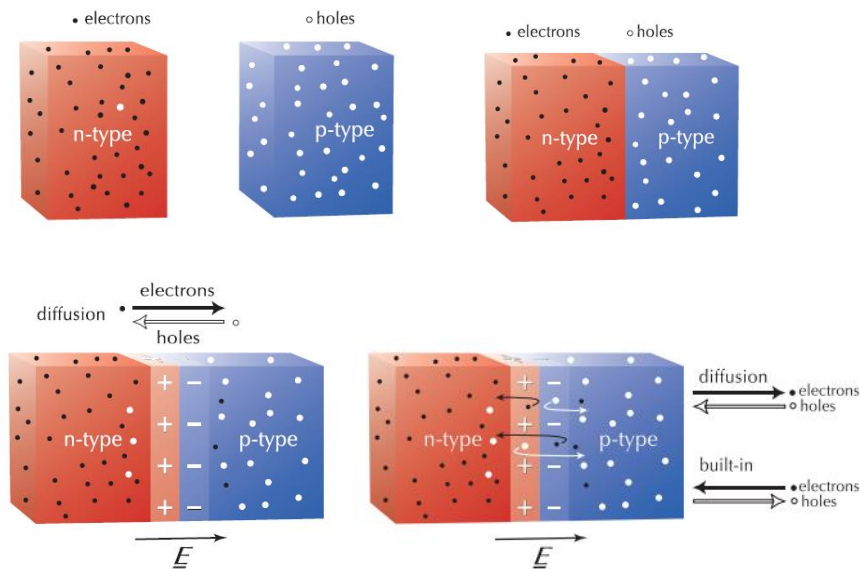 electrons
holes
electrons
holes
n-type
p-type
n-type
p-type
electrons
diffusion
holes
n-type
p-type
+ −
+ −
+ −
+ −
E
n-type
p-type
+ −
+ −
+ −
+ −
diffusion
electrons
holes
built-in
electrons
holes
E